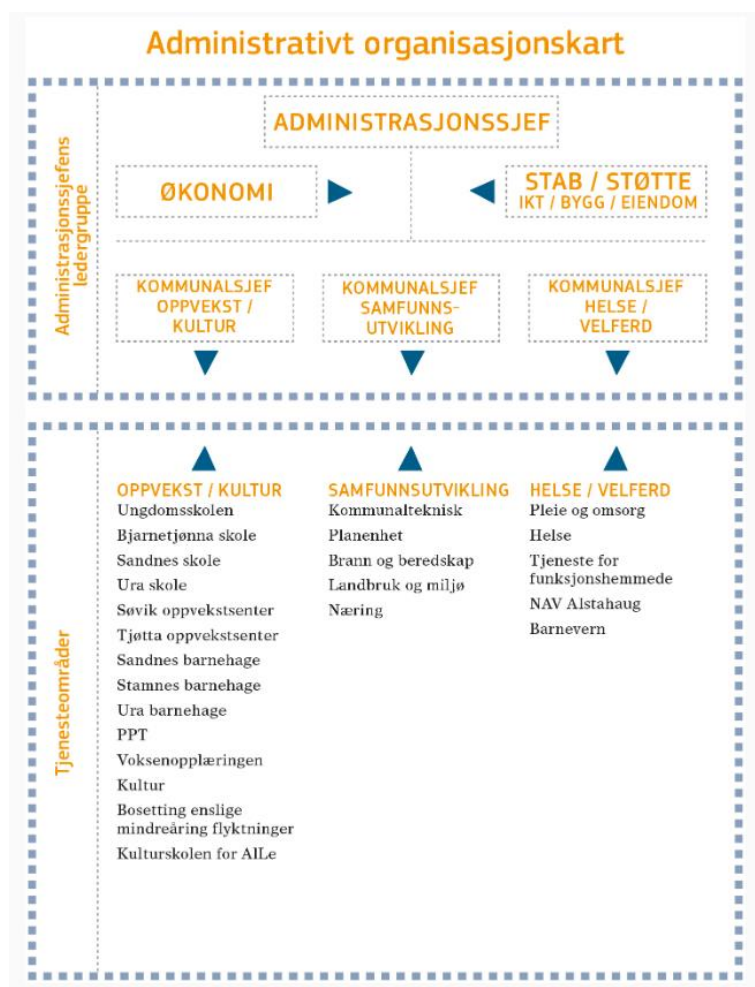 Administrativt organisasjonskart
Administrasjonssjefens
ledergruppe
ADMINISTRASJONSSJEF
ØKONOMI
STAB / STØTTE
IKT / BYGG / EIENDOM
KOMMUNALSJEF
OPPVEKST /
KULTUR
KOMMUNALSJEF
SAMFUNNS-
UTVIKLING
KOMMUNALSJEF
HELSE /
VELFERD
Tjenesteområder
OPPVEKST / KULTUR
Ungdomsskolen
Bjarnetjønna skole
Sandnes skole
Ura skole
Søvik oppvekstsenter
Tjøtta oppvekstsenter
Sandnes barnehage
Stamnes barnehage
Ura barnehage
PPT
Voksenopplæringen
Kultur
Bosetting enslige
mindreåring flyktninger
Kulturskolen for AlLe
SAMFUNNSUTVIKLING
Kommunalteknisk
Planenhet
Brann og beredskap
Landbruk og miljø
Næring
HELSE / VELFERD
Pleie og omsorg
Helse
Tjeneste for
funksjonshemmede
NAV Alstahaug
Barnevern